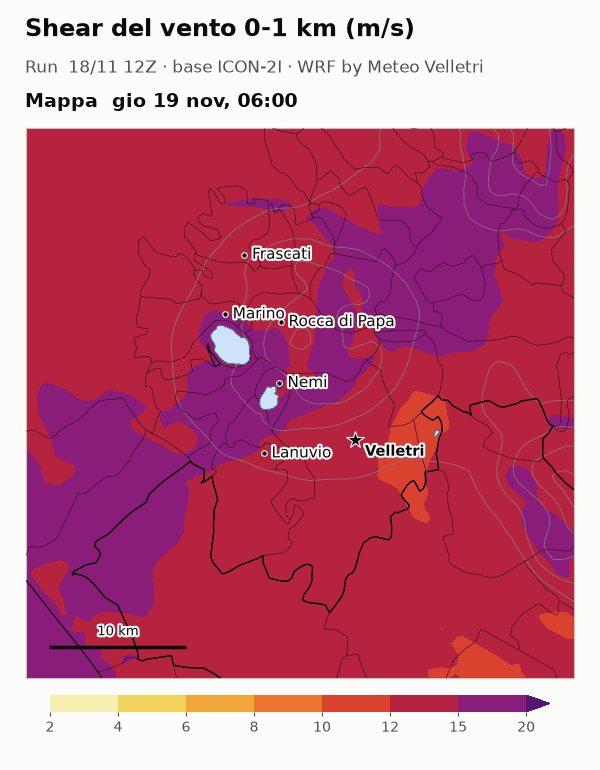 Shear del vento 0-1 km (m/s)
Run 18/11 12Z · base ICON-2I · WRF by Meteo Velletri
Mappa gio 19 nov, 06:00
Frascati
Marino
Rocca di Papa
Nemi
Lanuvio
Velletri
10 km
2 4 6 8 10 12 15 20